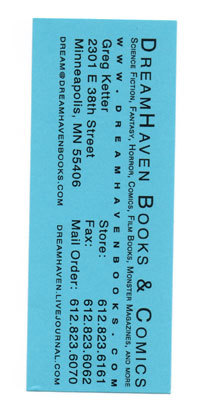 DREAMHAVEN BOOKS & COMICS
SCIENCE FICTION, FANTASY, HORROR, COMICS, FILM BOOKS, MONSTER MAGAZINES, AND MORE
WWW.DREAMHAVENBOOKS.COM
Greg Ketter Store: 612.823.6161
2301 E 38th Street Fax: 612.823.6062
Minneapolis, MN 55406 Mail Order: 612.823.6070
DREAM@DREAMHAVENBOOKS.COM DREAMHAVEN.LIVEJOURNAL.COM